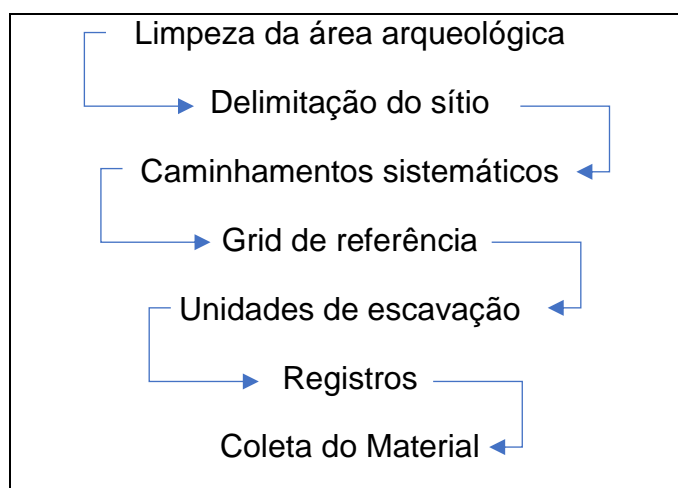 Limpeza da área arqueológica
Delimitação do sítio
Caminhamentos sistemáticos
Grid de referência
Unidades de escavação
Registros
Coleta do Material